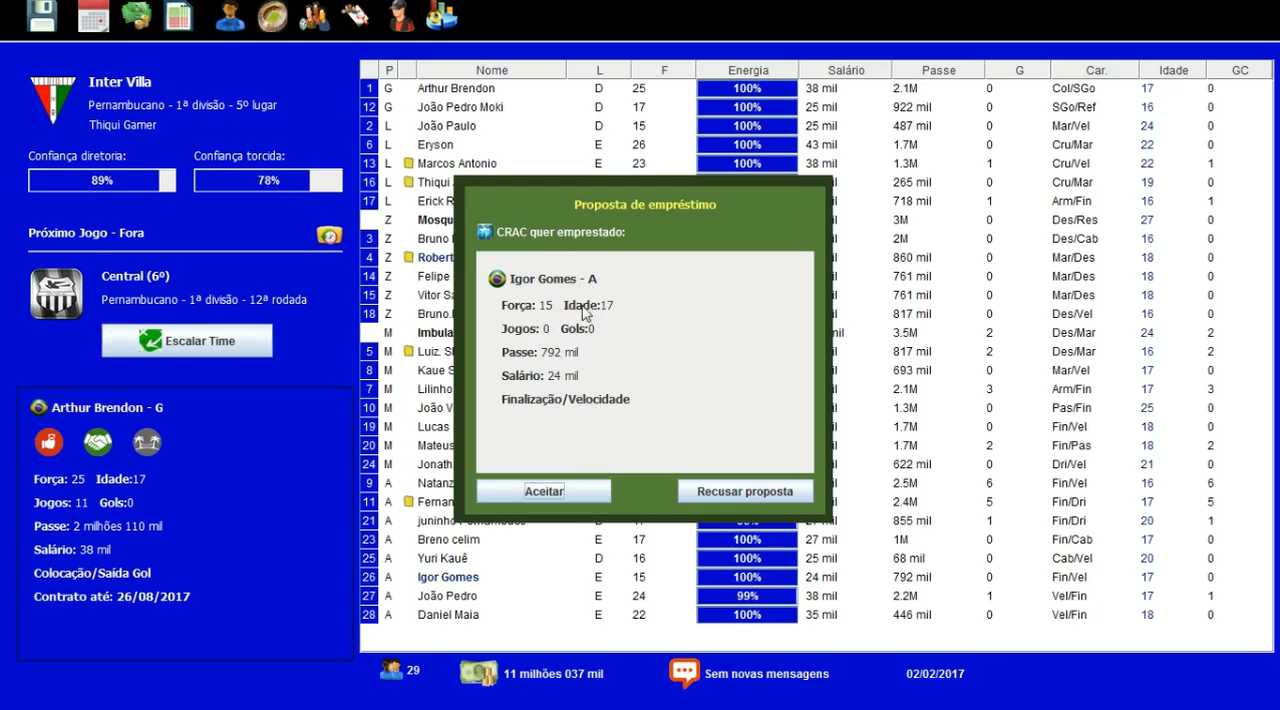 Inter Villa
Pernambucano - 1ª divisão - 5º lugar
Thiqui Gamer
Confiança diretoria: Confiança torcida:
89% 78%
Próximo Jogo - Fora
Central (6º)
Pernambucano - 1ª divisão - 12ª rodada
Escalar Time
Arthur Brendon - G
Força: 25 Idade:17
Jogos: 11 Gols:0
Passe: 2 milhões 110 mil
Salário: 38 mil
Colocação/Saída Gol
Contrato até: 26/08/2017
P Nome L F Energia Salário Passe G Car. Idade GC
1 G Arthur Brendon D 25 100% 38 mil 2.1M 0 Col/SGo 17 0
12 G João Pedro Moki D 17 100% 25 mil 922 mil 0 SGo/Ref 16 0
2 L João Paulo D 15 100% 25 mil 487 mil 0 Mar/Vel 24 0
6 L Eryson E 26 100% 43 mil 1.7M 0 Cru/Mar 22 0
13 L Marcos Antonio E 23 100% 38 mil 1.3M 1 Cru/Vel 22 1
16 L Thiqui 265 mil 0 Cru/Mar 19 0
17 L Erick R 718 mil 1 Arm/Fin 16 1
Z Mosqu 3M 0 Des/Res 27 0
3 Z Bruno 2M 0 Des/Cab 16 0
4 Z Robert 860 mil 0 Mar/Des 18 0
14 Z Felipe 761 mil 0 Mar/Des 16 0
15 Z Vitor Sa 761 mil 0 Mar/Des 18 0
18 Z Bruno. 817 mil 0 Des/Vel 16 0
M Imbula mil 3.5M 2 Des/Mar 24 2
5 M Luiz. S 817 mil 2 Des/Mar 16 2
8 M Kaue S 693 mil 0 Mar/Vel 17 0
7 M Lilinho 2.1M 3 Arm/Fin 17 3
10 M João V 1.3M 0 Pas/Fin 25 0
19 M Lucas 1.7M 0 Fin/Vel 18 0
20 M Mateus 1.7M 2 Fin/Pas 18 2
24 M Jonath 622 mil 0 Dri/Vel 21 0
9 A Natanz 2.5M 6 Fin/Vel 16 6
11 A Fernan 2.4M 5 Fin/Dri 17 5
21 A 855 mil 1 Fin/Dri 20 1
23 A Breno celim E 17 100% 27 mil 1M 0 Fin/Cab 17 0
25 A Yuri Kauê D 16 100% 25 mil 68 mil 0 Cab/Vel 20 0
26 A Igor Gomes E 15 100% 24 mil 792 mil 0 Fin/Vel 17 0
27 A João Pedro E 24 99% 38 mil 2.2M 1 Vel/Fin 17 1
28 A Daniel Maia E 22 100% 35 mil 446 mil 0 Mar/Vel 18 0
Proposta de empréstimo
CRAC quer emprestado:
Igor Gomes - A
Força: 15 Idade:17
Jogos: 0 Gols:0
Passe: 792 mil
Salário: 24 mil
Finalização/Velocidade
Aceitar Recusar proposta
29 11 milhões 037 mil Sem novas mensagens 02/02/2017